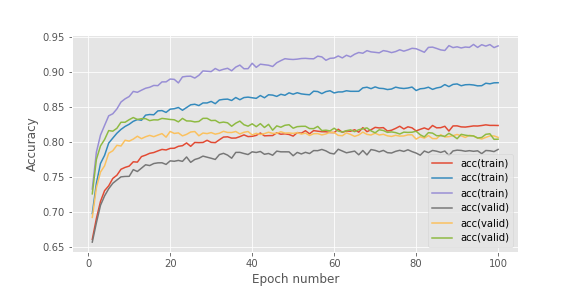 0.95
0.90
0.85
0.80
0.75
0.70
0.65
Accuracy
0 20 40 60 80 100
Epoch number
acc(train)
acc(train)
acc(train)
acc(valid)
acc(valid)
acc(valid)